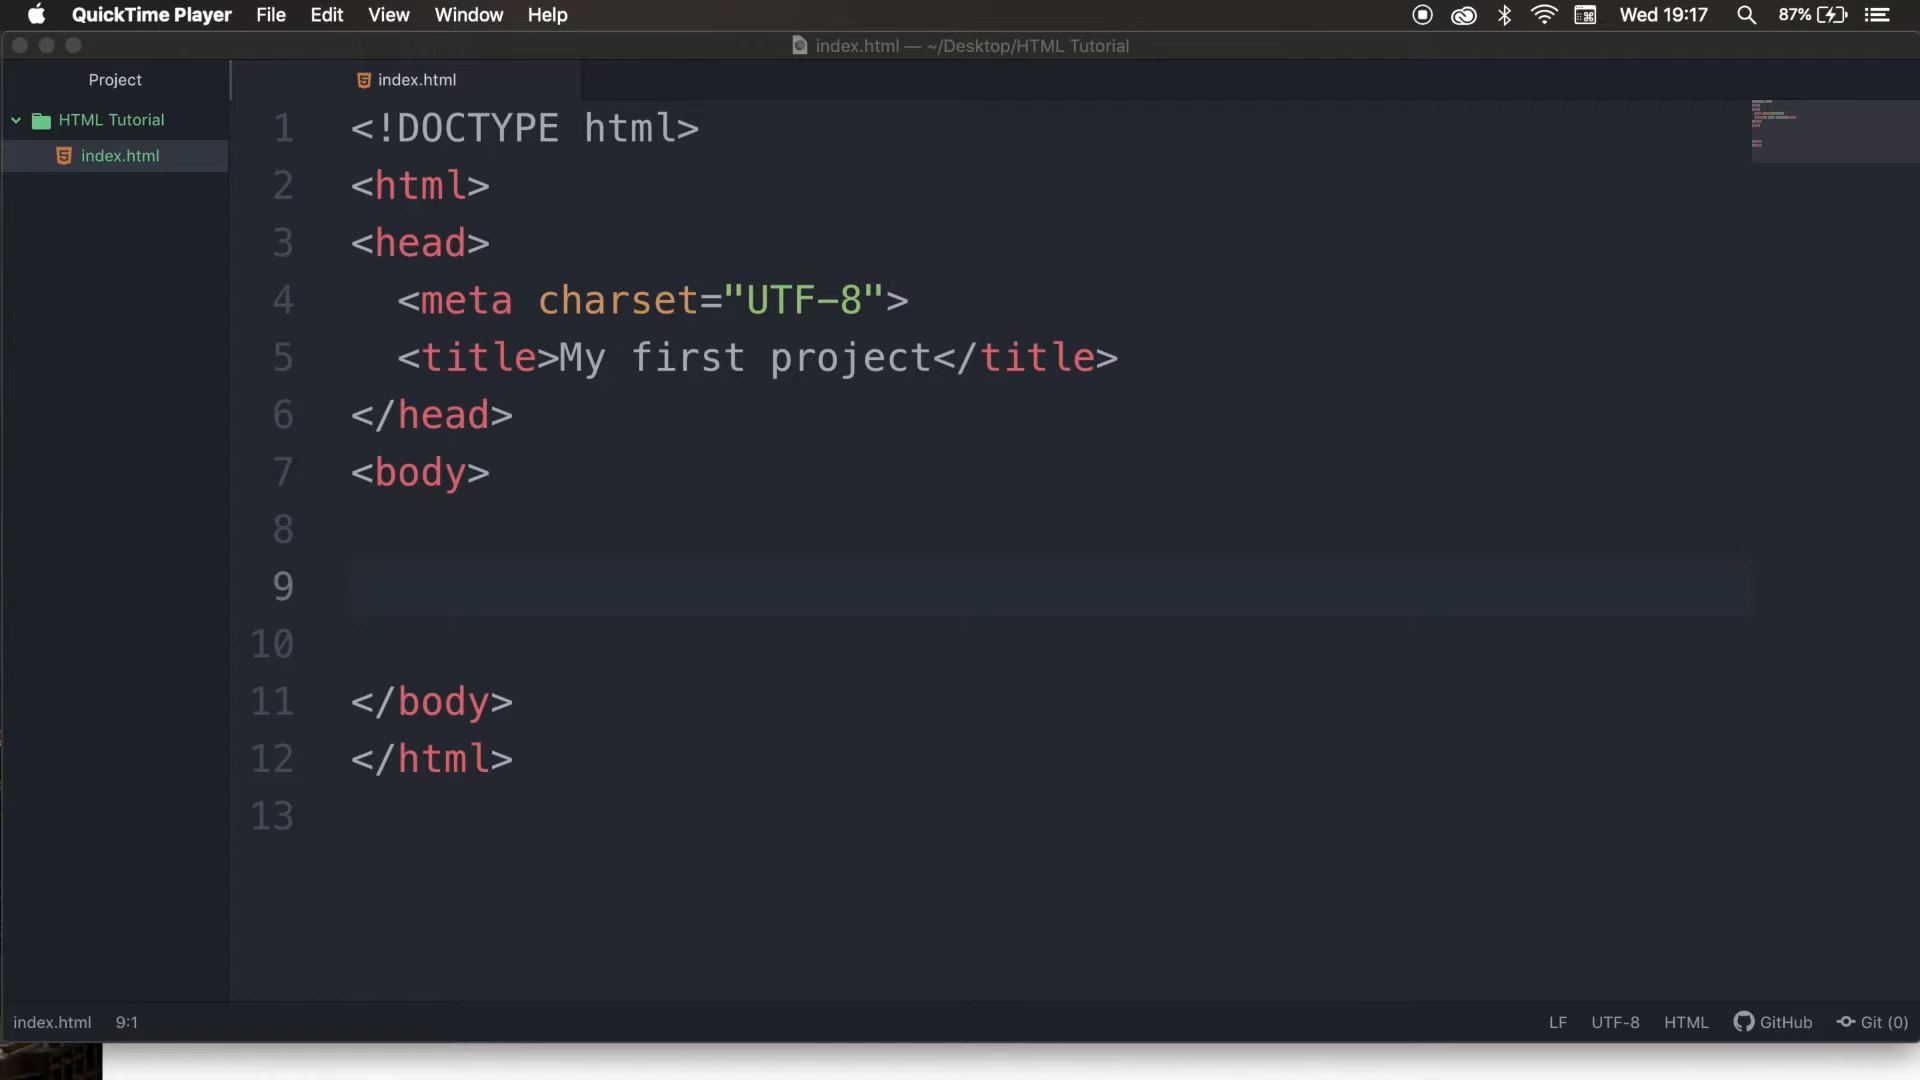 QuickTime Player File Edit View Window Help Wed 19:17 87%
index.html — ~/Desktop/HTML Tutorial
Project
index.html
HTML Tutorial
index.html
1 <!DOCTYPE html>
2 <html>
3 <head>
4 <meta charset="UTF-8">
5 <title>My first project</title>
6 </head>
7 <body>
8
9
10
11 </body>
12 </html>
13
index.html 9:1 LF UTF-8 HTML GitHub Git (0)